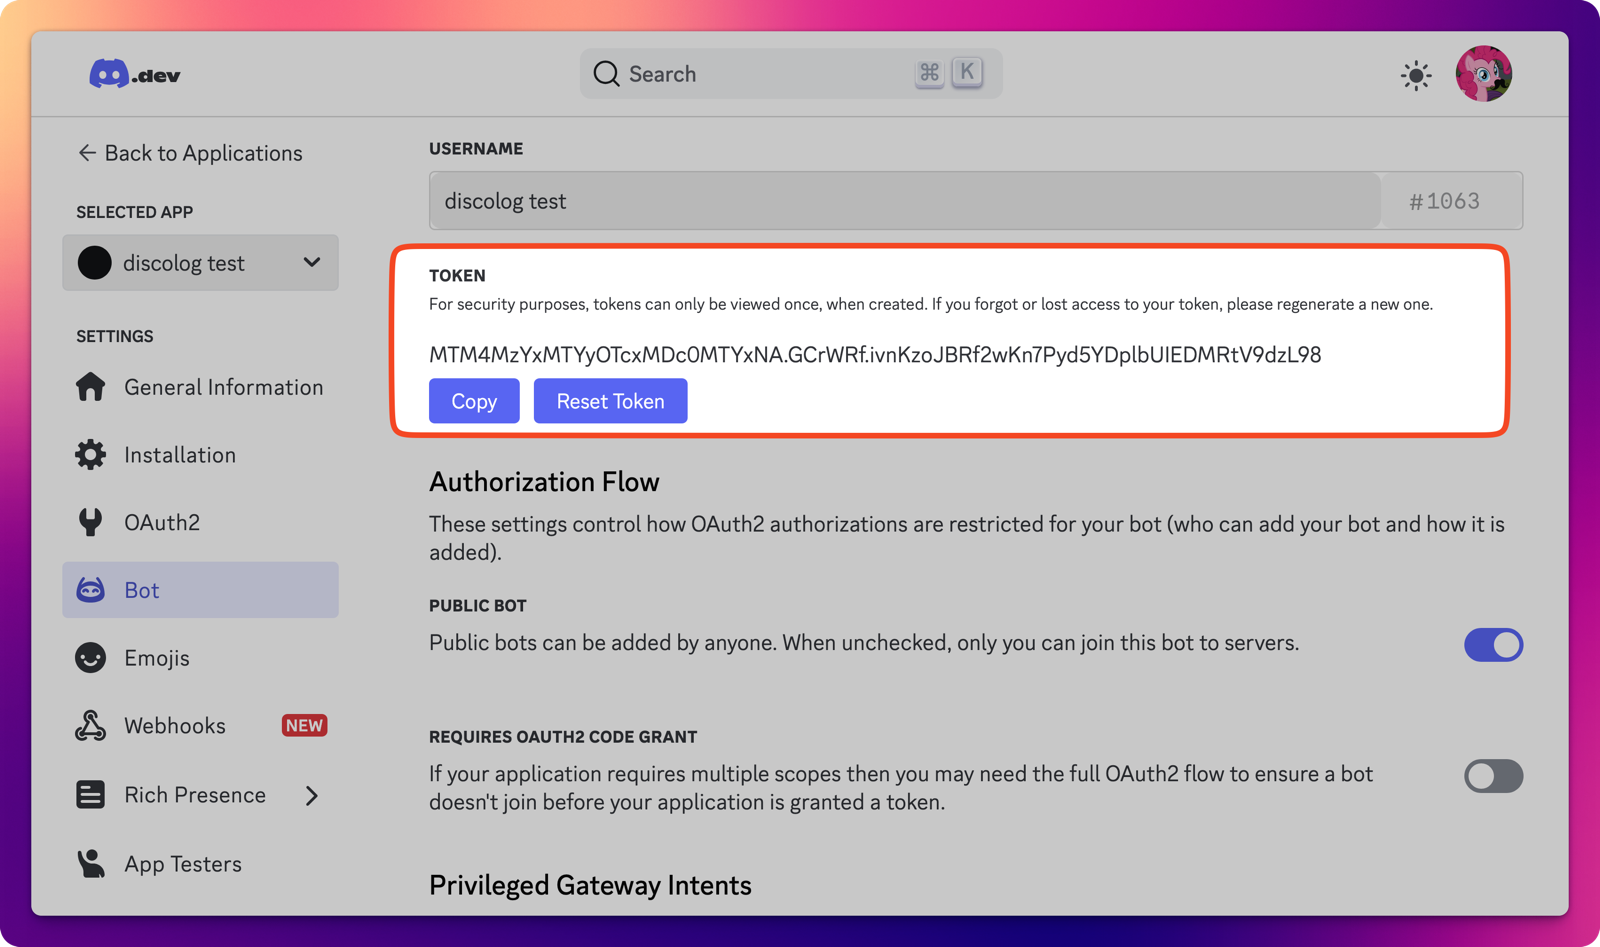 .dev
Search
⌘ K
← Back to Applications
SELECTED APP
discolog test
SETTINGS
General Information
Installation
OAuth2
Bot
Emojis
Webhooks NEW
Rich Presence
App Testers
USERNAME
discolog test #1063
TOKEN
For security purposes, tokens can only be viewed once, when created. If you forgot or lost access to your token, please regenerate a new one.
MTM4MzYxMTYyOTcxMDc0MTYxNA.GCrWRf.ivnKzoJBRf2wKn7Pyd5YDplbUIEDMRtV9dzL98
Copy Reset Token
Authorization Flow
These settings control how OAuth2 authorizations are restricted for your bot (who can add your bot and how it is
added).
PUBLIC BOT
Public bots can be added by anyone. When unchecked, only you can join this bot to servers.
REQUIRES OAUTH2 CODE GRANT
If your application requires multiple scopes then you may need the full OAuth2 flow to ensure a bot
doesn't join before your application is granted a token.
Privileged Gateway Intents